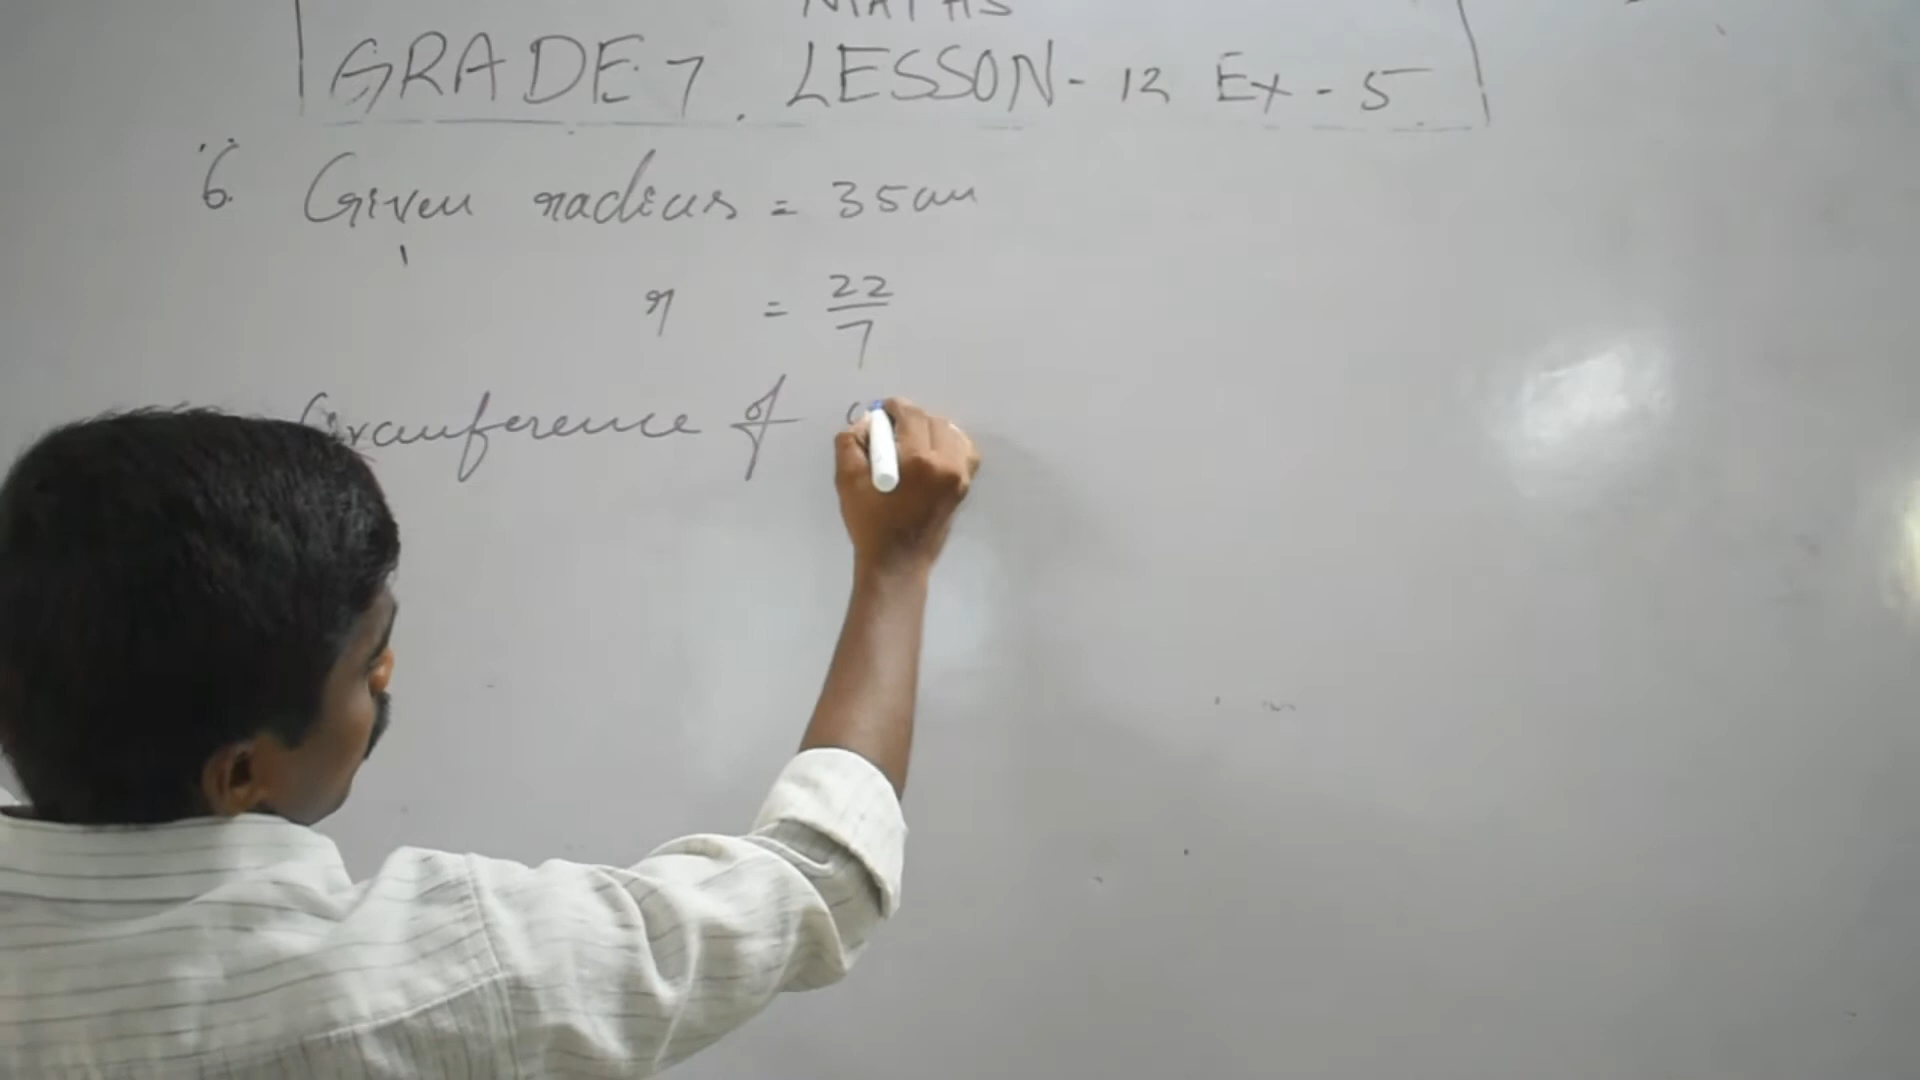 MATHS
GRADE 7. LESSON - 12 Ex - 5
6. Given radius = 35cm
r = 22/7
Circumference of